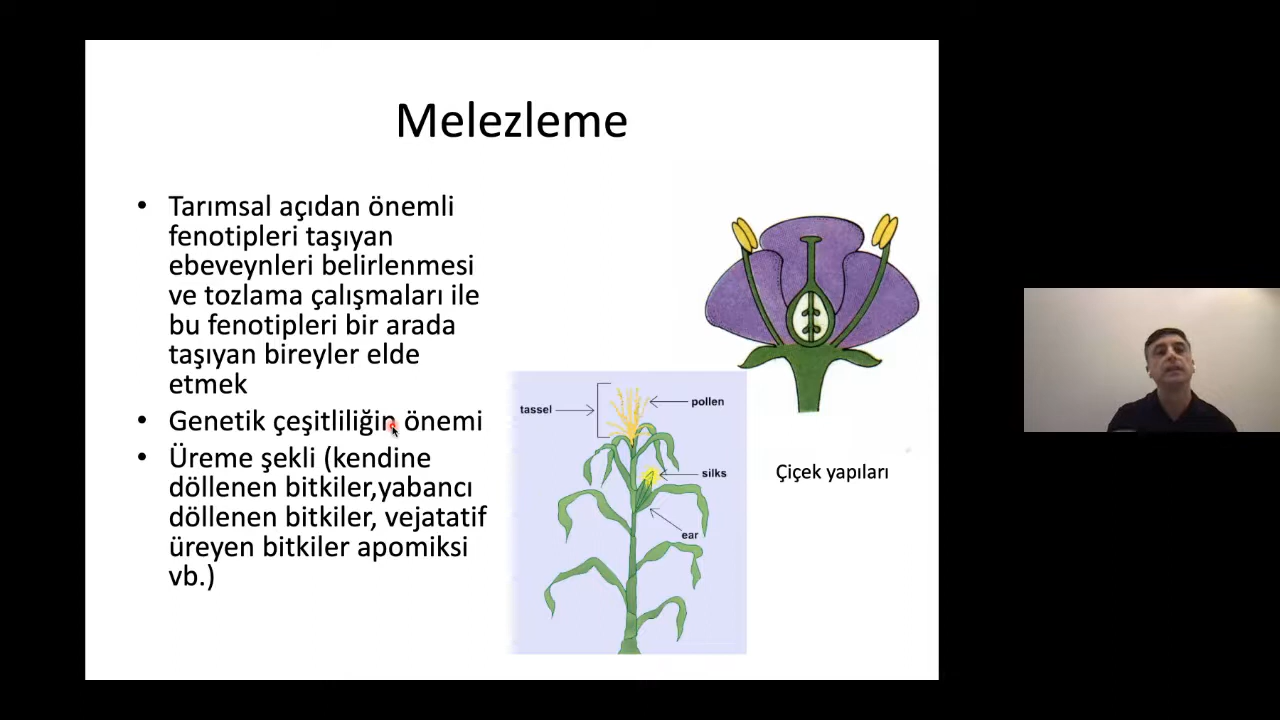 Melezleme
• Tarımsal açıdan önemli
fenotipleri taşıyan
ebeveynleri belirlenmesi
ve tozlama çalışmaları ile
bu fenotipleri bir arada
taşıyan bireyler elde
etmek
• Genetik çeşitliliğin önemi
• Üreme şekli (kendine
döllenen bitkiler,yabancı
döllenen bitkiler, vejatatif
üreyen bitkiler apomiksi
vb.)
tassel
pollen
silks
ear
Çiçek yapıları